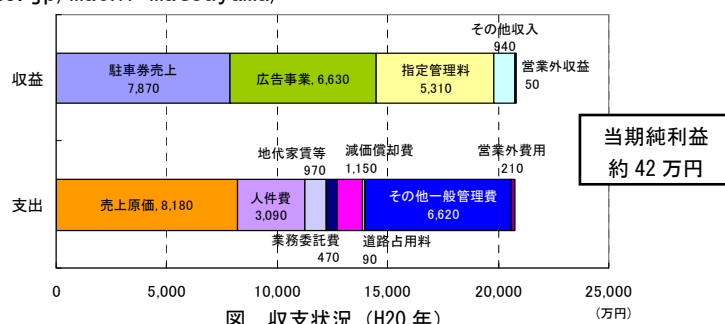 その他収入
940
収益
駐車券売上
7,870
広告事業, 6,630
指定管理料
5,310
営業外収益
50
当期純利益
約 42 万円
地代家賃等
970
減価償却費
1,150
営業外費用
210
支出
売上原価, 8,180
人件費
3,090
その他一般管理費
6,620
業務委託費
470
道路占用料
90
0
5,000
10,000
15,000
20,000
25,000
(万円)
図 収支状況（H20 年）